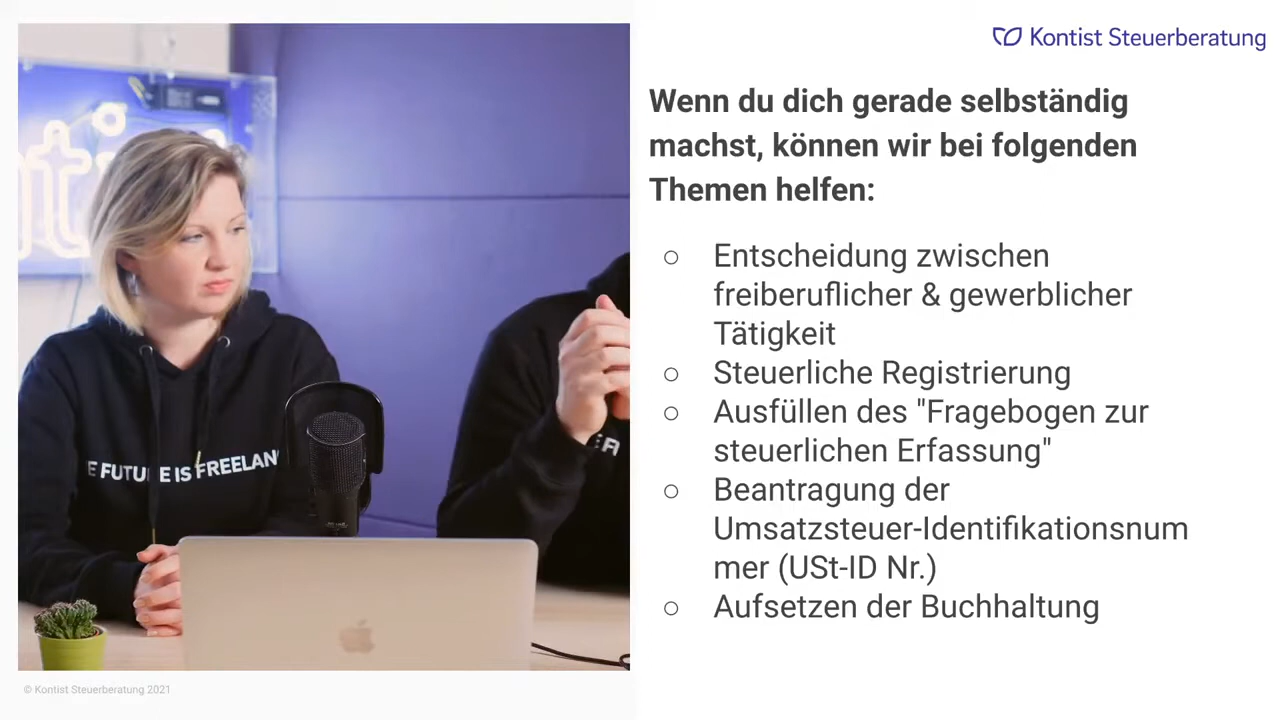 Kontist Steuerberatung
Wenn du dich gerade selbständig
machst, können wir bei folgenden
Themen helfen:
○ Entscheidung zwischen
freiberuflicher & gewerblicher
Tätigkeit
○ Steuerliche Registrierung
○ Ausfüllen des "Fragebogen zur
steuerlichen Erfassung"
○ Beantragung der
Umsatzsteuer-Identifikationsnum
mer (USt-ID Nr.)
○ Aufsetzen der Buchhaltung
E FUTURE IS FREELAN
© Kontist Steuerberatung 2021